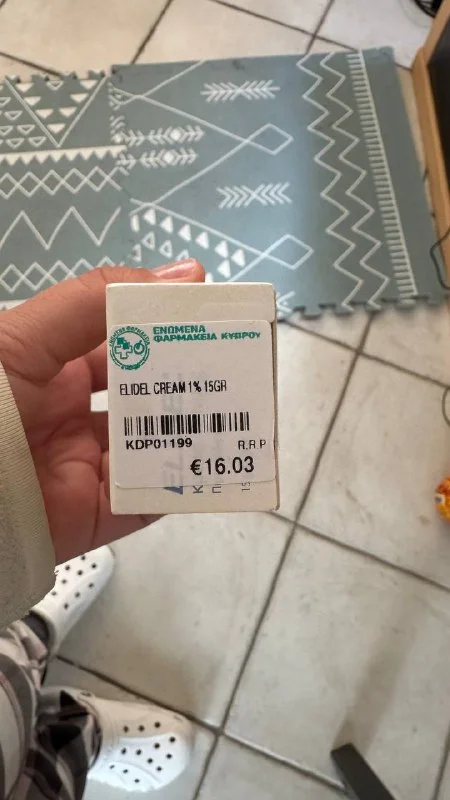 ΕΝΩΜΕΝΑ
ΦΑΡΜΑΚΕΙΑ ΚΥΠΡΟΥ
ELIDEL CREAM 1% 15GR
KDP01199
R.R.P
€16.03